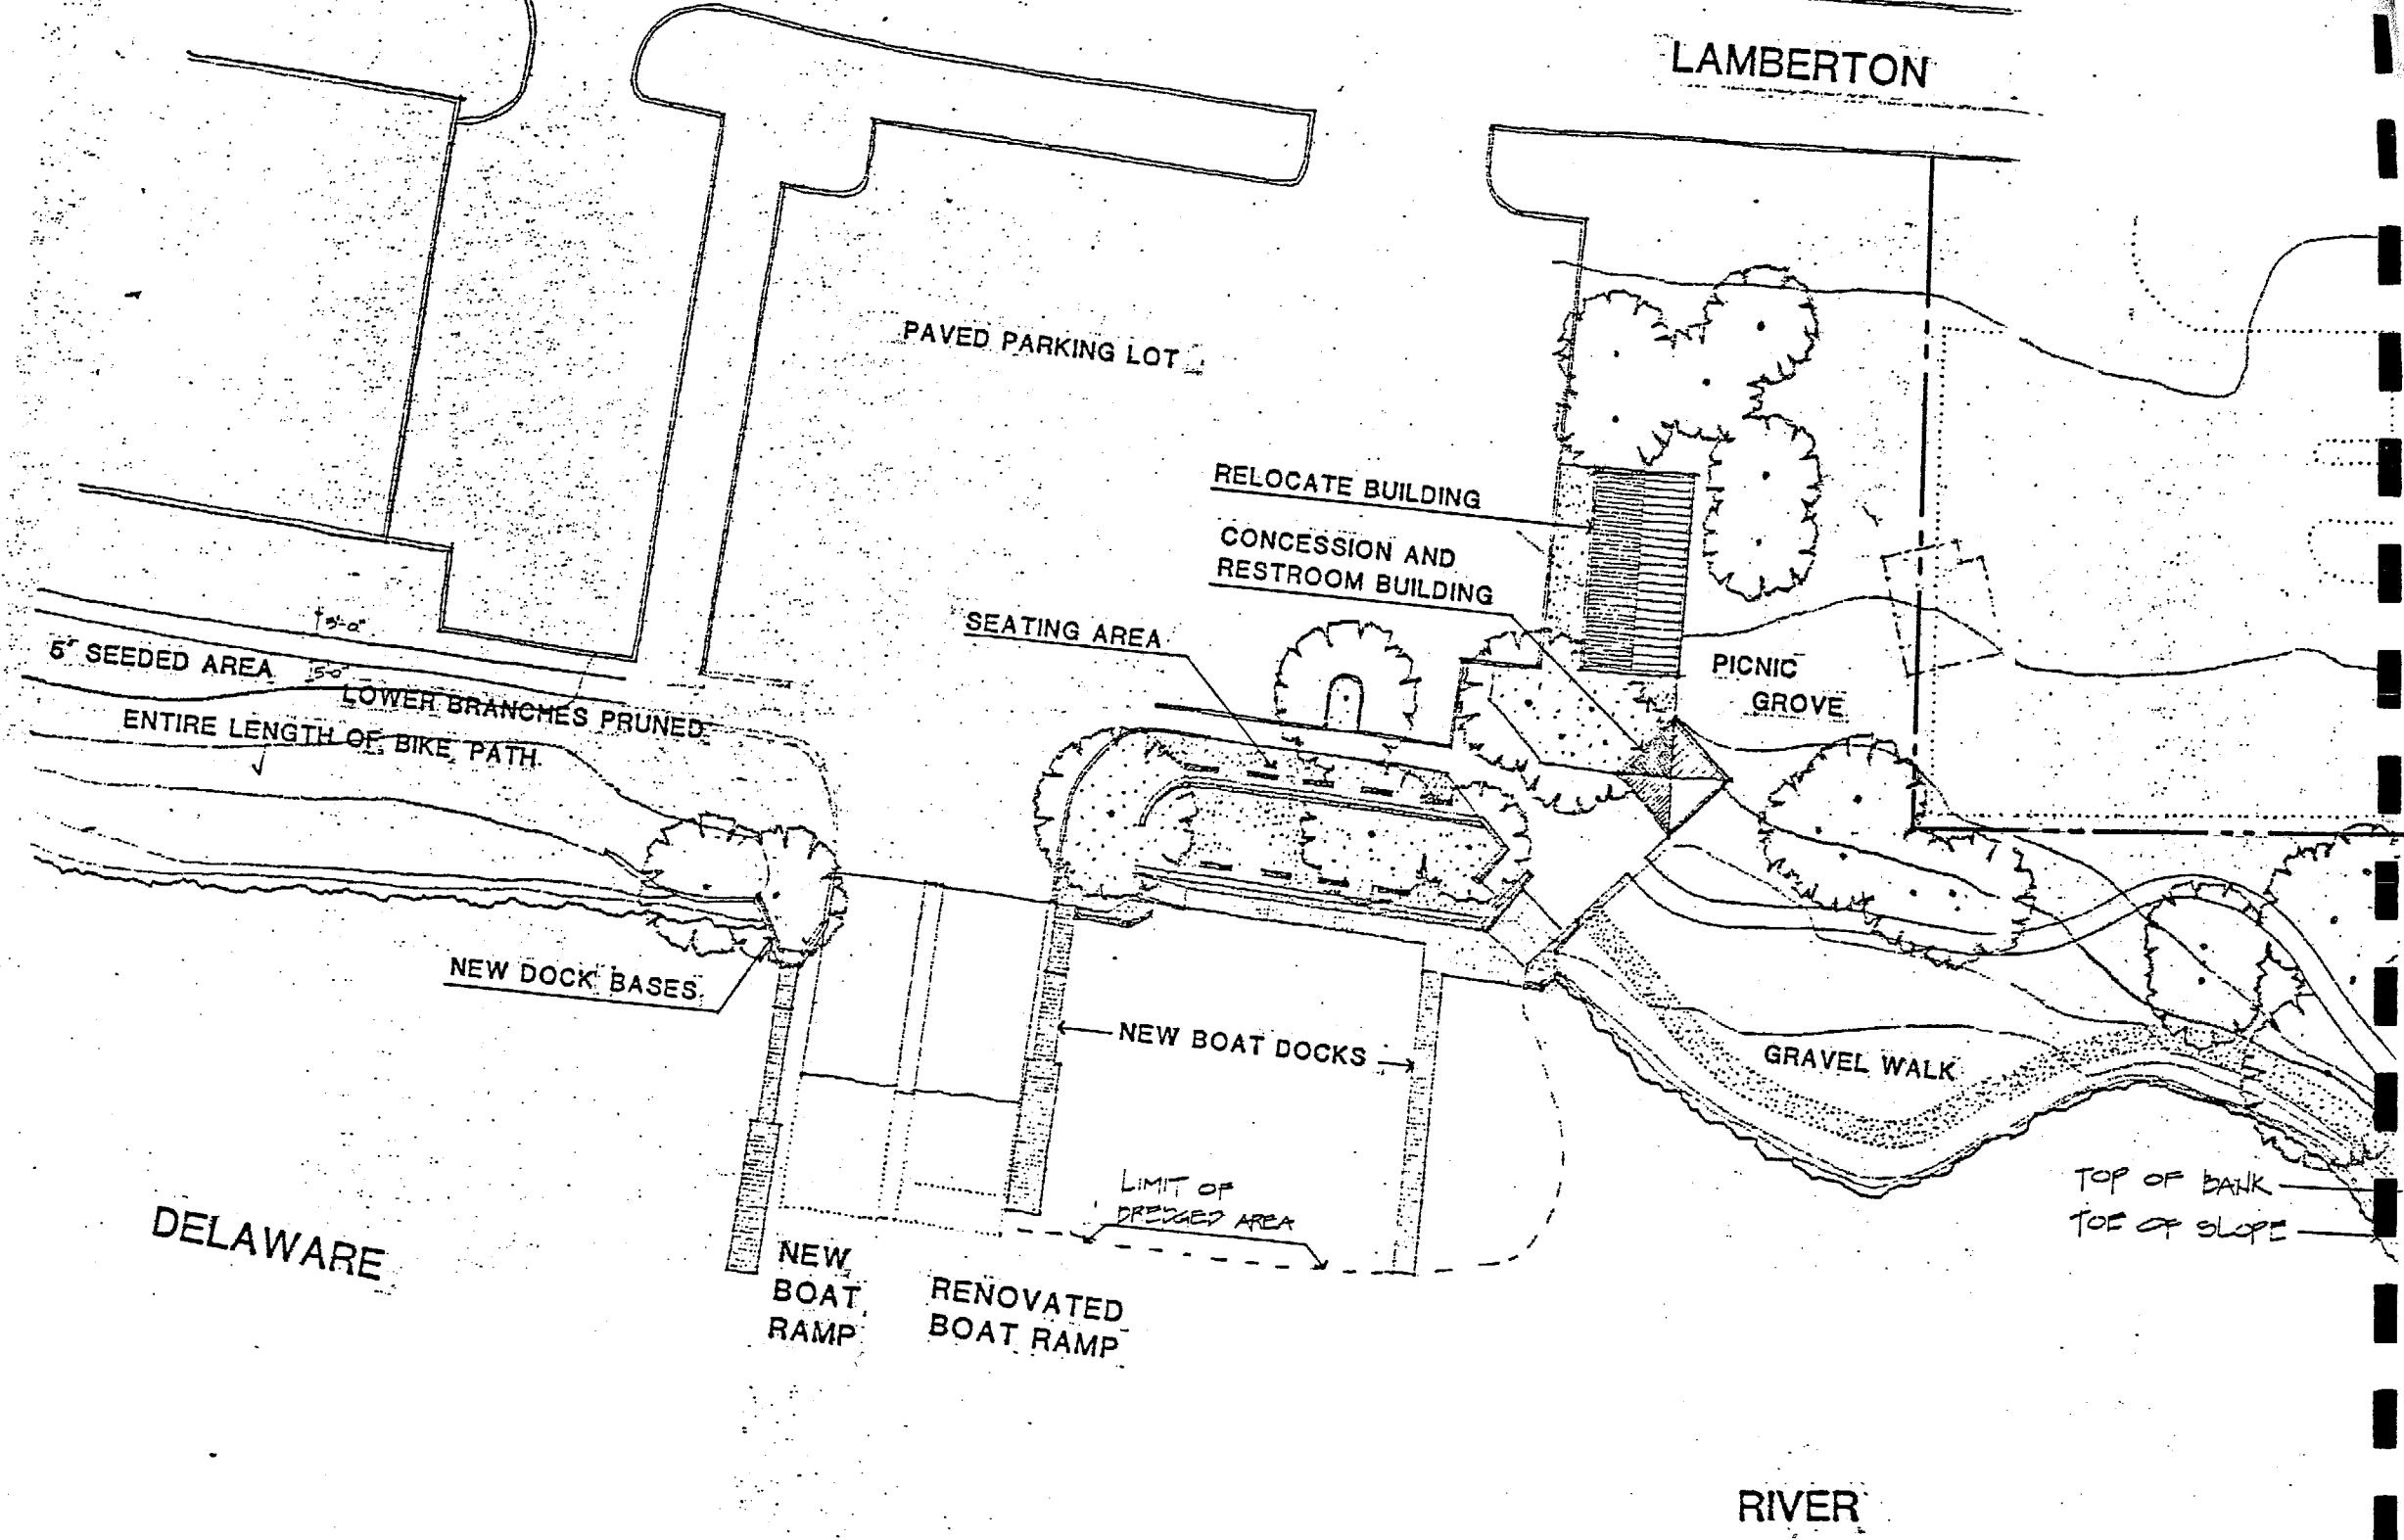 LAMBERTON
PAVED PARKING LOT
RELOCATE BUILDING
CONCESSION AND
RESTROOM BUILDING
SEATING AREA
5' SEEDED AREA
5'-0"
LOWER BRANCHES PRUNED
ENTIRE LENGTH OF BIKE PATH
PICNIC
GROVE
NEW DOCK BASES
NEW BOAT DOCKS
GRAVEL WALK
LIMIT OF
DREDGED AREA
TOP OF BANK
TOE OF SLOPE
DELAWARE
NEW
BOAT
RAMP
RENOVATED
BOAT RAMP
RIVER